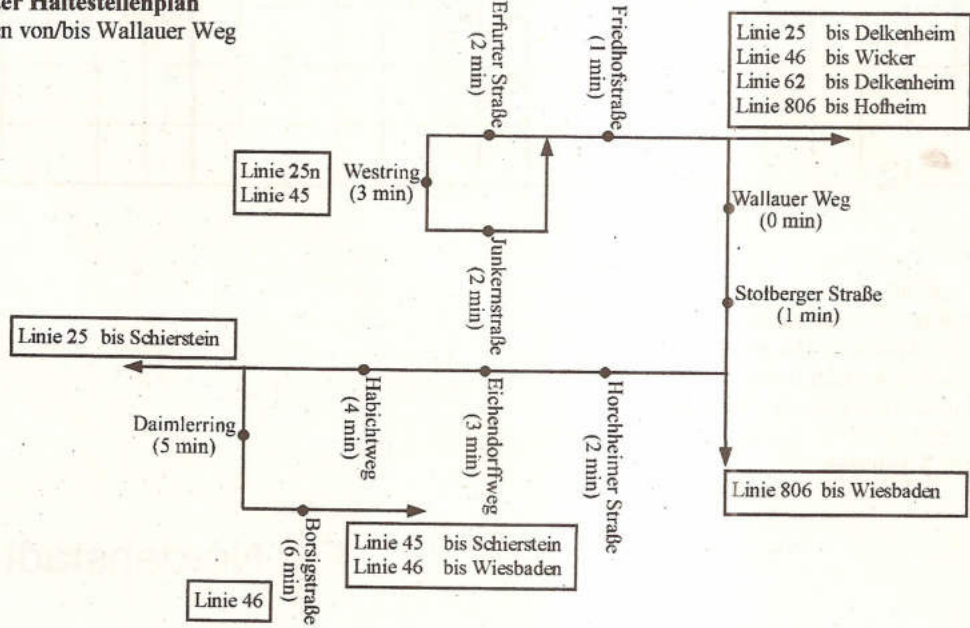 Haltestellenplan
von/bis Wallauer Weg
Erfurter Straße
(2 min)
Friedhofstraße
(1 min)
Linie 25 bis Delkenheim
Linie 46 bis Wicker
Linie 62 bis Delkenheim
Linie 806 bis Hofheim
Linie 25n
Linie 45
Westring
(3 min)
Junkernstraße
(2 min)
Wallauer Weg
(0 min)
Stolberger Straße
(1 min)
Linie 25 bis Schierstein
Daimlerring
(5 min)
Habichtweg
(4 min)
Eichendorffweg
(3 min)
Horchheimer Straße
(2 min)
Linie 806 bis Wiesbaden
Borsigstraße
(6 min)
Linie 45 bis Schierstein
Linie 46 bis Wiesbaden
Linie 46